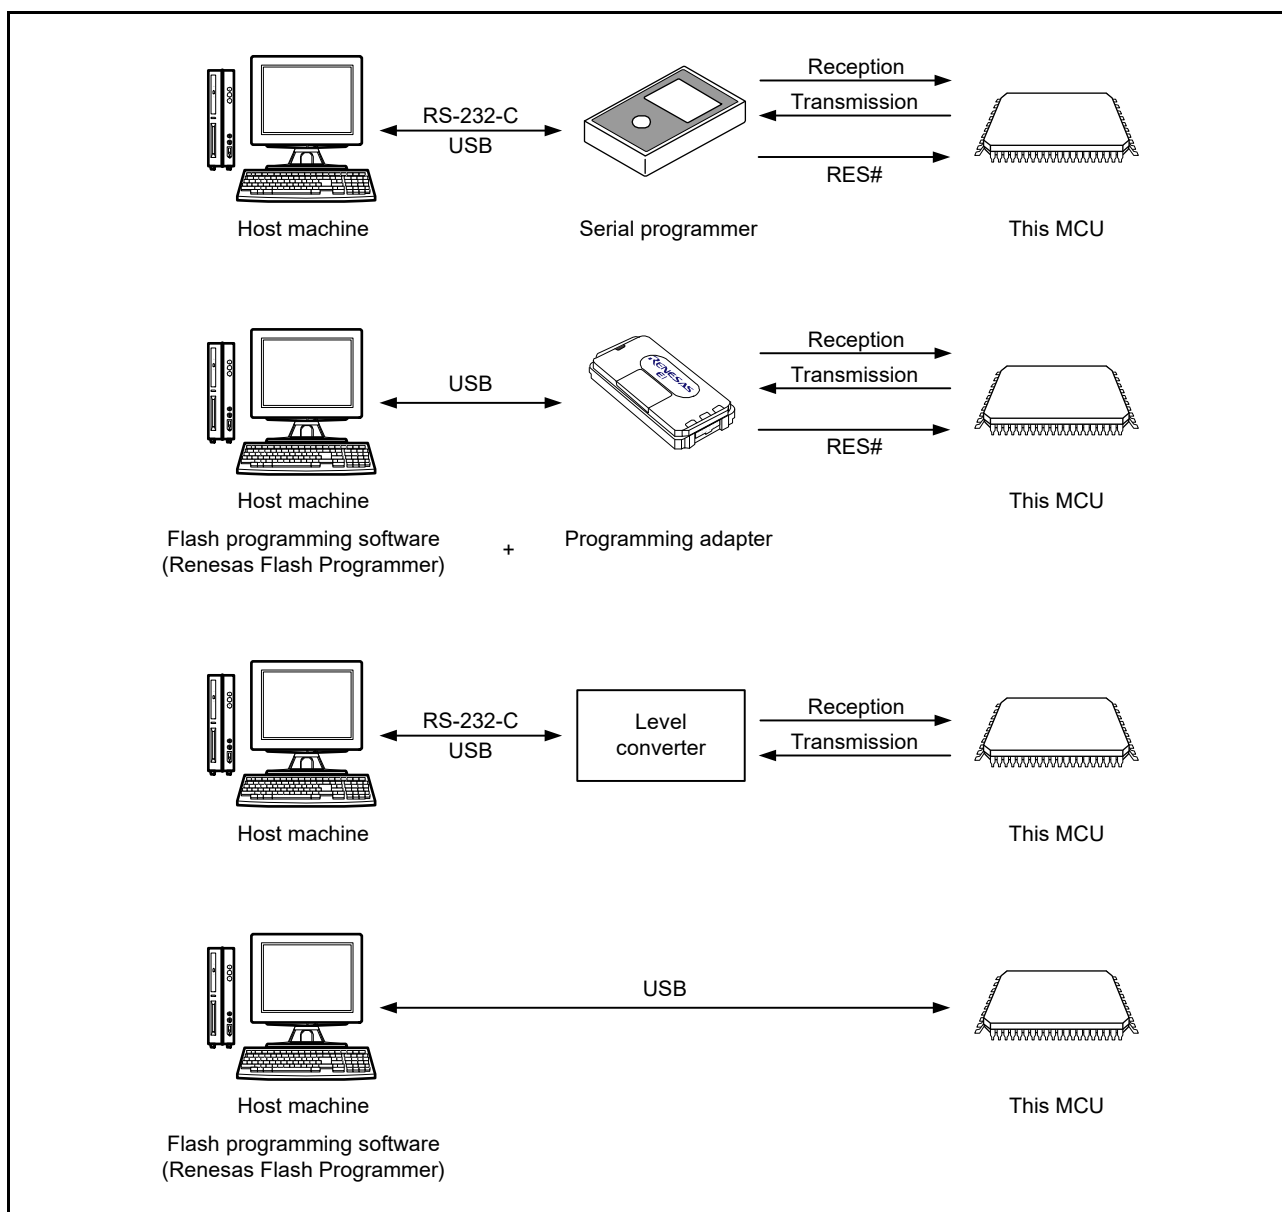 Reception
RS-232-C
Transmission
USB
RES#
Host machine
Serial programmer
This MCU
Reception
USB
Transmission
RENESAS
E1
RES#
Host machine
This MCU
Flash programming software
(Renesas Flash Programmer)
+
Programming adapter
Reception
RS-232-C
Level
converter
Transmission
USB
Host machine
This MCU
USB
Host machine
This MCU
Flash programming software
(Renesas Flash Programmer)